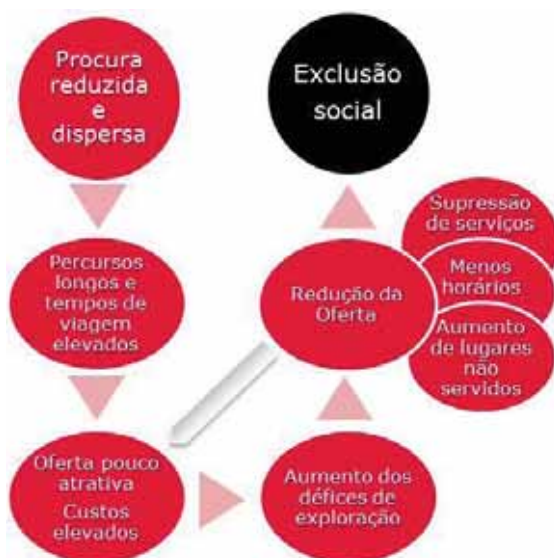 Procura
reduzida
e
dispersa
Percursos
longos e
tempos de
viagem
elevados
Oferta pouco
atrativa
Custos
elevados
Aumento dos
défices de
exploração
Redução da
Oferta
Supressão
de serviços
Menos
horários
Aumento
de lugares
não
servidos
Exclusão
social